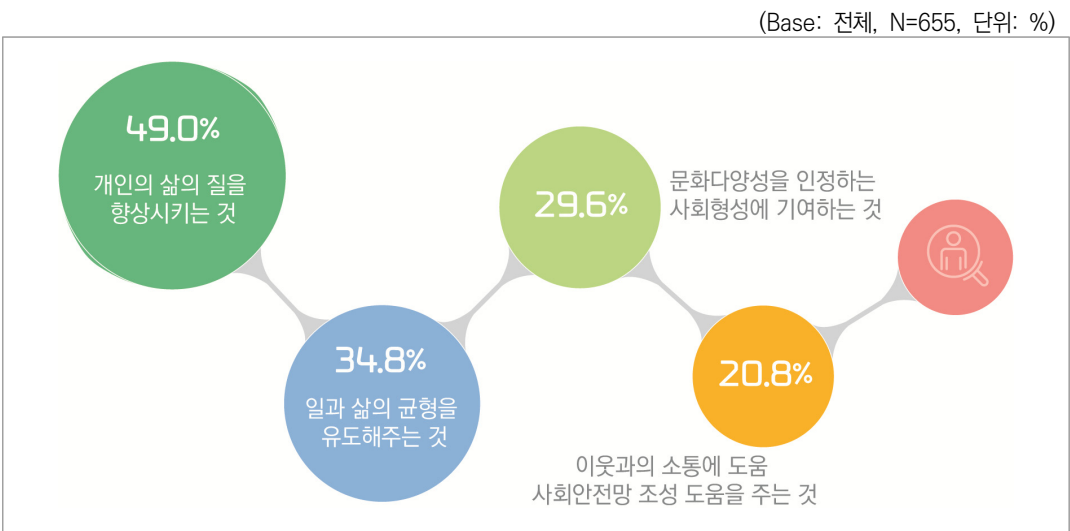 (Base: 전체, N=655, 단위: %)
49.0%
개인의 삶의 질을
향상시키는 것
34.8%
일과 삶의 균형을
유도해주는 것
29.6%
문화다양성을 인정하는
사회형성에 기여하는 것
20.8%
이웃과의 소통에 도움
사회안전망 조성 도움을 주는 것